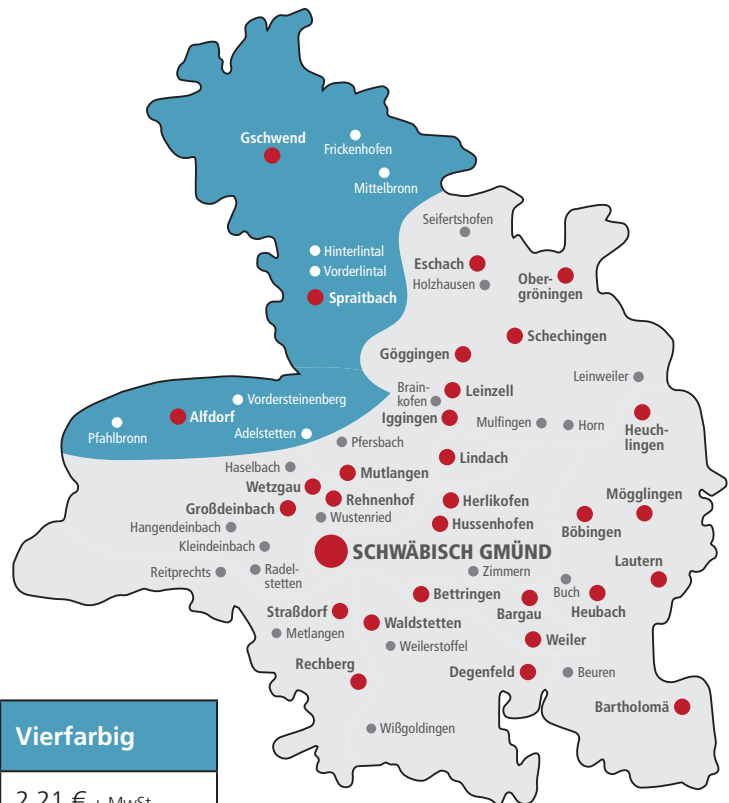 Gschwend
Frickenhofen
Mittelbronn
Seifertshofen
Hinterlintal
Eschach
Vorderlintal
Ober-
gröningen
Holzhausen
Spraitbach
Schechingen
Göggingen
Leinweiler
Brain-
kofen
Leinzell
Vordersteinenberg
Alfdorf
Iggingen
Mulfingen
Horn
Heuch-
lingen
Pfahlbronn
Adelstetten
Pfersbach
Lindach
Haselbach
Mutlangen
Wetzgau
Mögglingen
Rehnenhof
Herlikofen
Großdeinbach
Wustenried
Hussenhofen
Böbingen
Hangendeinbach
Kleindeinbach
SCHWÄBISCH GMÜND
Lautern
Reitprechts
Radel-
stetten
Zimmern
Buch
Bettringen
Straßdorf
Bargau
Heubach
Waldstetten
Metlangen
Weilerstoffel
Weiler
Rechberg
Degenfeld
Beuren
Bartholomä
Wißgoldingen
Vierfarbig
2,21 € + MwSt